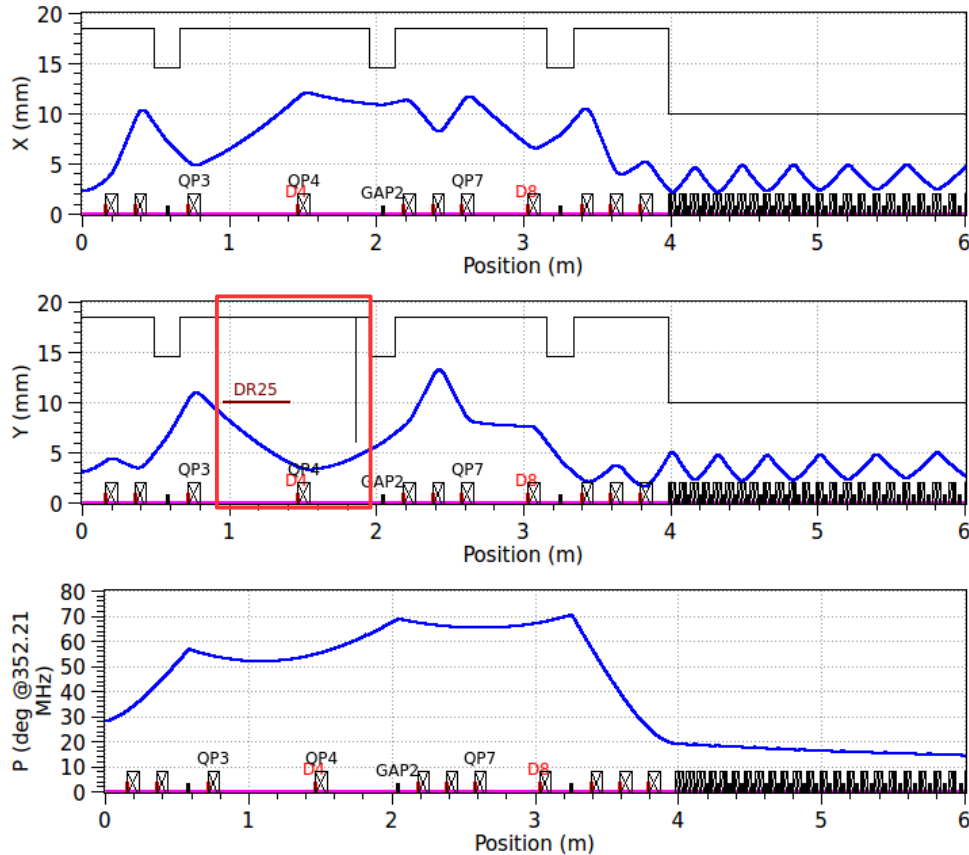 20
15
10
5
0
X (mm)
QP3
QP4
D4
GAP2
QP7
D8
0 1 2 3 4 5 6
Position (m)
20
15
10
5
0
Y (mm)
DR25
QP3
QP4
D4
GAP2
QP7
D8
0 1 2 3 4 5 6
Position (m)
80
70
60
50
40
30
20
10
0
P (deg @352.21
MHz)
QP3
QP4
D4
GAP2
QP7
D8
0 1 2 3 4 5 6
Position (m)